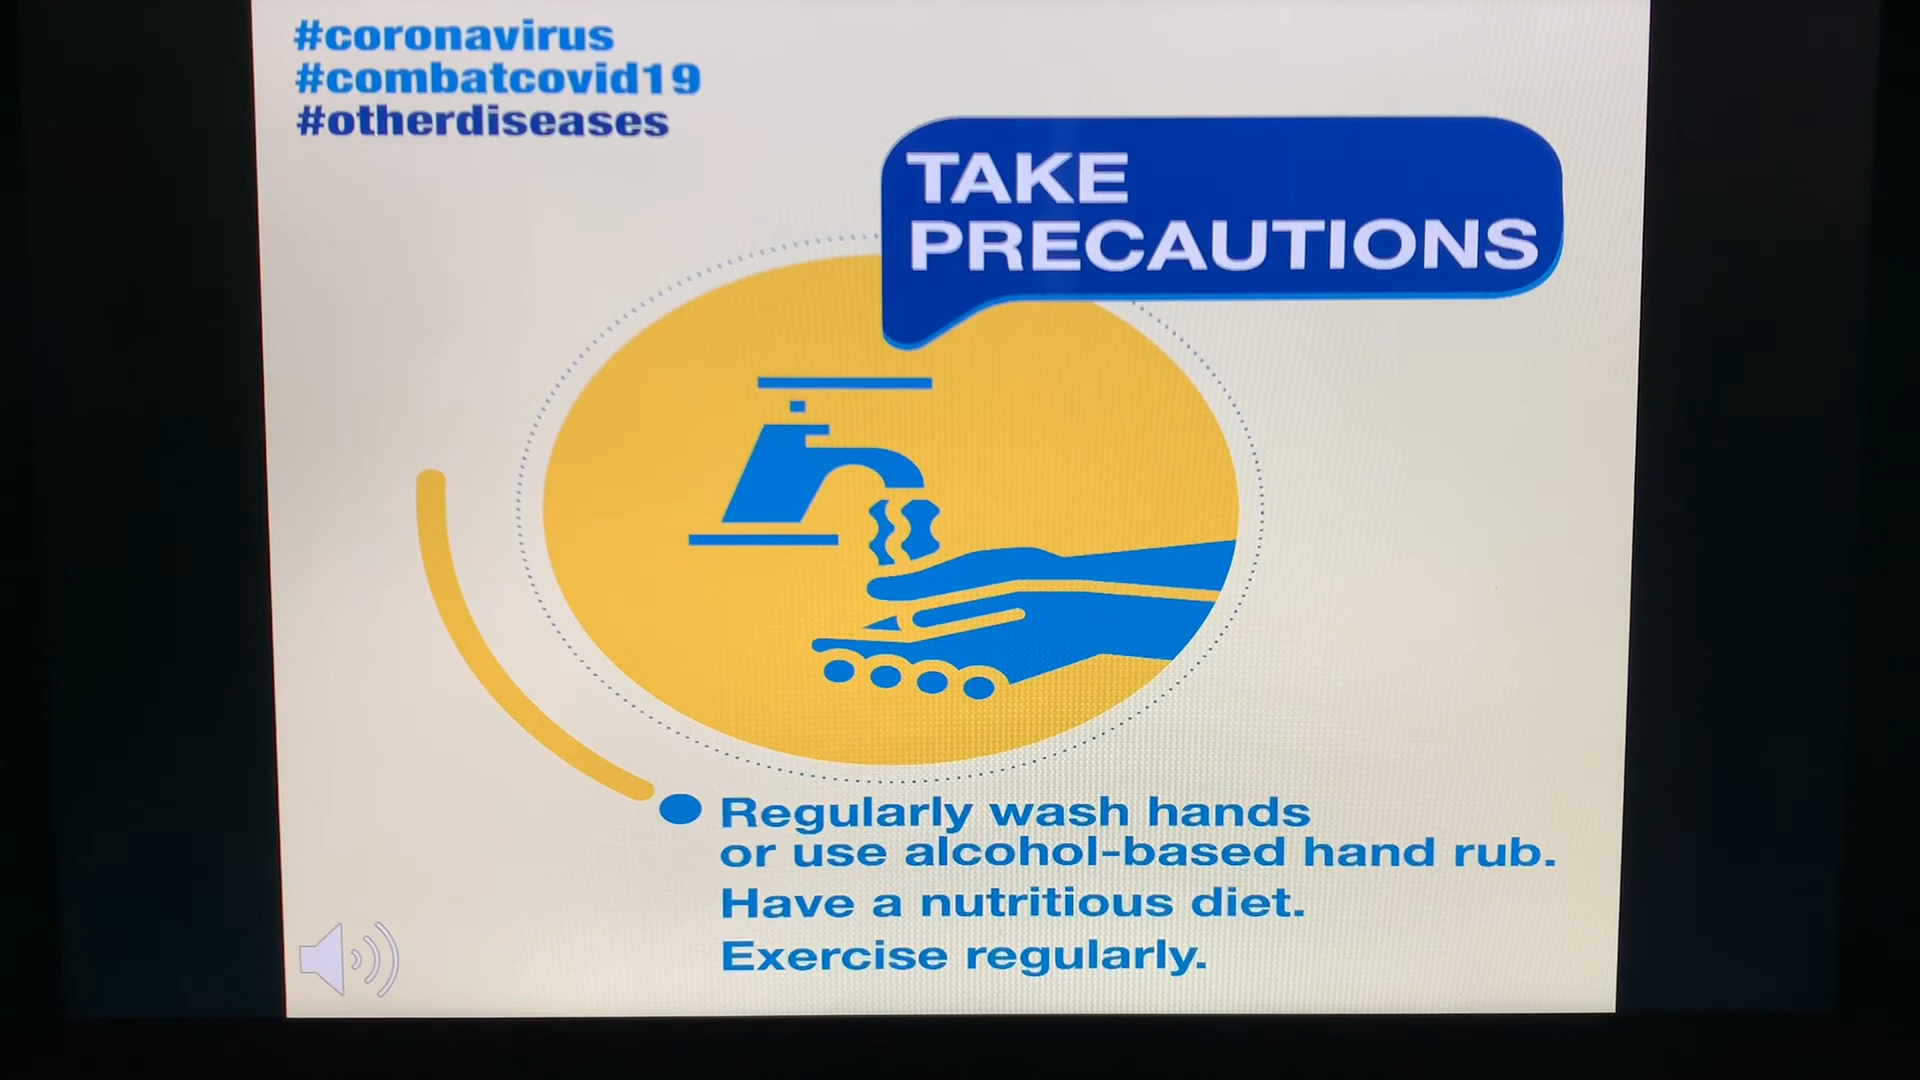 #coronavirus
#combatcovid19
#otherdiseases
TAKE
PRECAUTIONS
Regularly wash hands
or use alcohol-based hand rub.
Have a nutritious diet.
Exercise regularly.